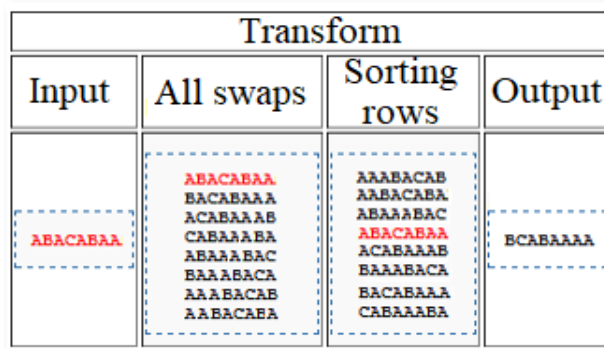 Transform
Input
All swaps
Sorting
rows
Output
ABACABAA
ABACABAA
BACABAAA
ACABAAAB
CABAAABA
ABAAABAC
BAAABACA
AAABACAB
AABACABA
AAABACAB
AABACABA
ABAAABAC
ABACABAA
ACABAAAB
BAAABACA
BACABAAA
CABAAABA
BCABAAAA